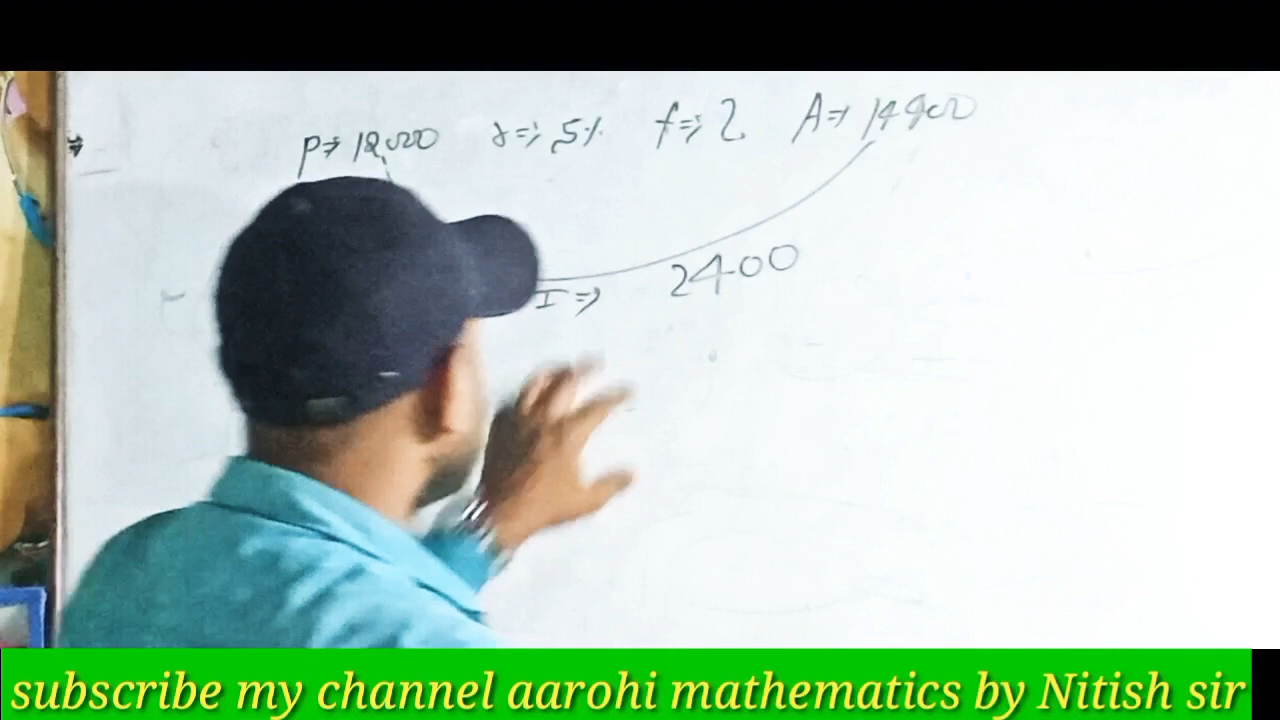 P⇒ 12000 r⇒ 5% t⇒ 2 A⇒ 14400
I⇒ 2400
subscribe my channel aarohi mathematics by Nitish sir